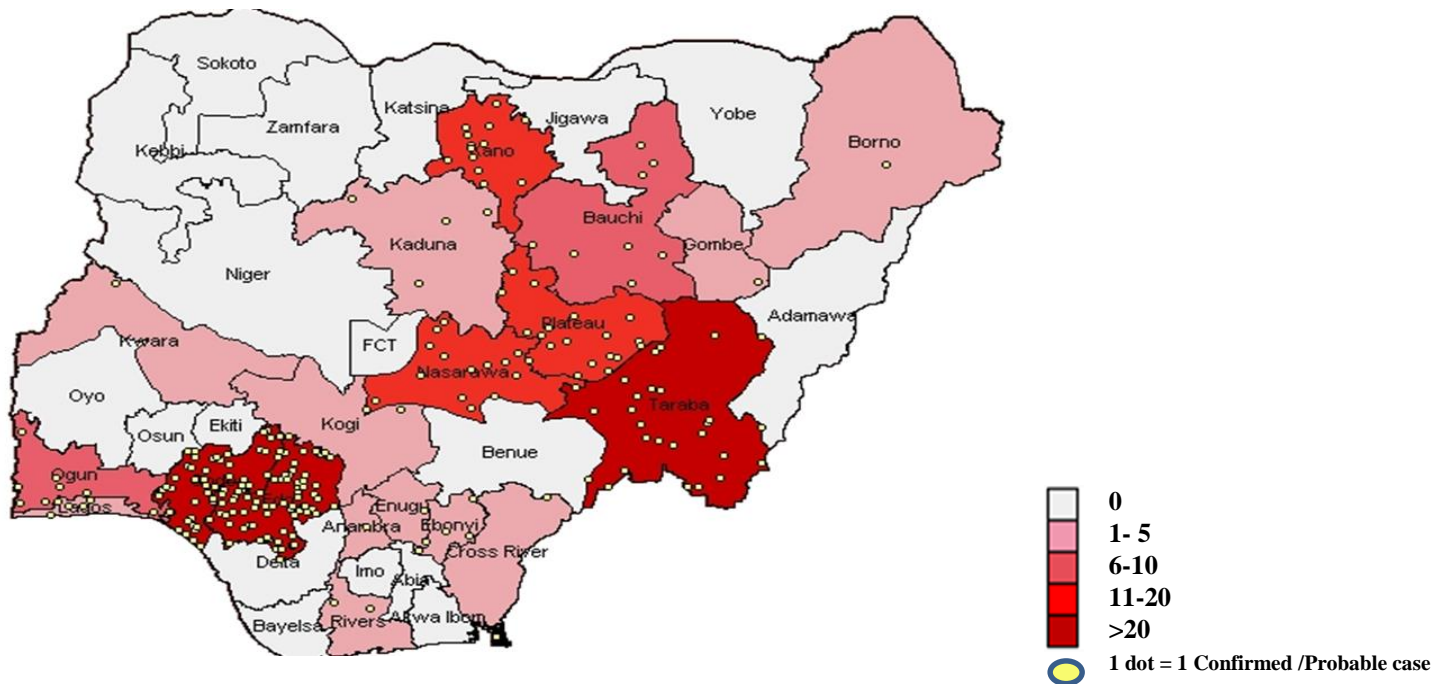 Sokoto
Katsina
Jigawa
Yobe
Zamfara
Kebbi
Kano
Borno
Bauchi
Kaduna
Gombe
Niger
Adamawa
Plateau
Kwara
FCT
Nasarawa
Oyo
Taraba
Osun
Ekiti
Kogi
Benue
Ogun
Lagos
Enugu
Anambra
Ebonyi
Cross River
Delta
Imo
Abia
Bayelsa
Rivers
Akwa Ibom
0
1- 5
6-10
11-20
>20
1 dot = 1 Confirmed /Probable case